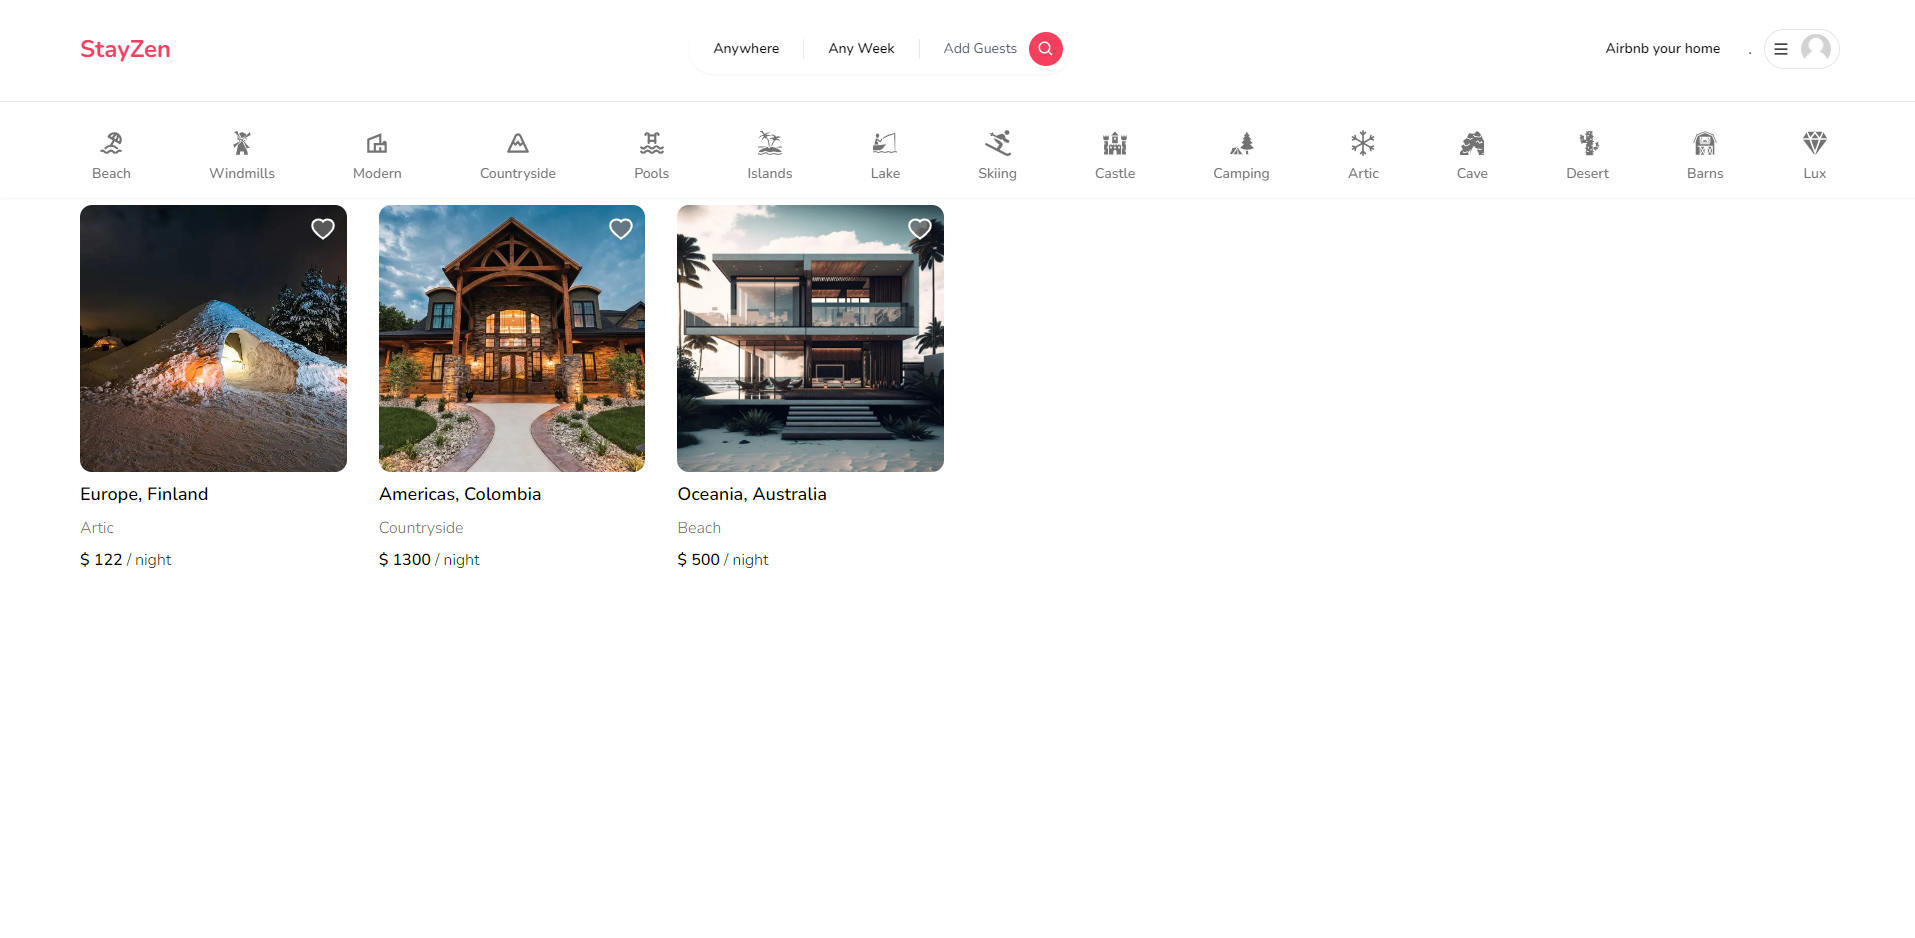 StayZen
Anywhere
Any Week
Add Guests
Airbnb your home
.
Beach
Windmills
Modern
Countryside
Pools
Islands
Lake
Skiing
Castle
Camping
Artic
Cave
Desert
Barns
Lux
Europe, Finland
Artic
$ 122 / night
Americas, Colombia
Countryside
$ 1300 / night
Oceania, Australia
Beach
$ 500 / night